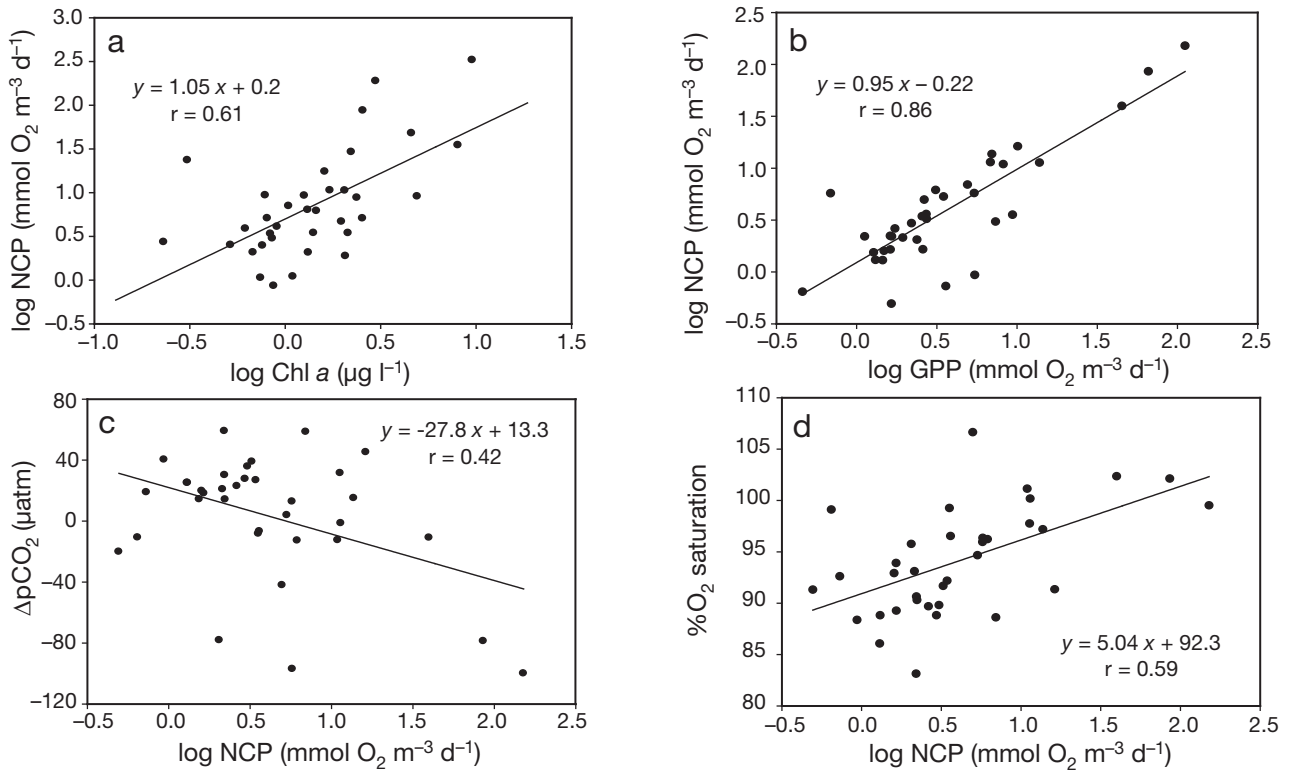 a
y = 1.05 x + 0.2
r = 0.61
3.0
2.5
2.0
1.5
1.0
0.5
0.0
−0.5
−1.0
−0.5
0.0
0.5
1.0
1.5
log NCP (mmol O₂ m⁻³ d⁻¹)
log Chl a (µg l⁻¹)
b
y = 0.95 x − 0.22
r = 0.86
2.5
2.0
1.5
1.0
0.5
0.0
−0.5
−0.5
0.0
0.5
1.0
1.5
2.0
2.5
log NCP (mmol O₂ m⁻³ d⁻¹)
log GPP (mmol O₂ m⁻³ d⁻¹)
c
y = -27.8 x + 13.3
r = 0.42
80
40
0
−40
−80
−120
−0.5
0.0
0.5
1.0
1.5
2.0
2.5
ΔpCO₂ (µatm)
log NCP (mmol O₂ m⁻³ d⁻¹)
d
y = 5.04 x + 92.3
r = 0.59
110
105
100
95
90
85
80
−0.5
0.0
0.5
1.0
1.5
2.0
2.5
%O₂ saturation
log NCP (mmol O₂ m⁻³ d⁻¹)